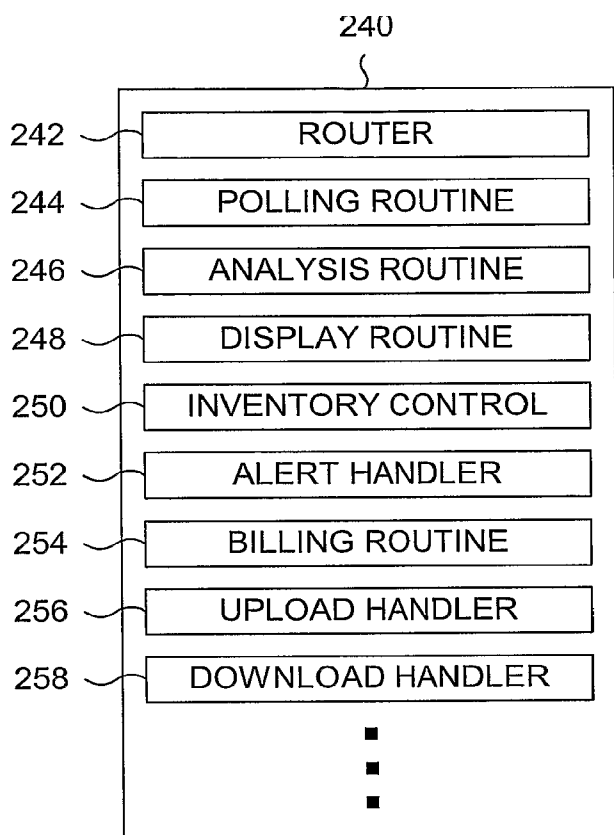 240
242 ROUTER
244 POLLING ROUTINE
246 ANALYSIS ROUTINE
248 DISPLAY ROUTINE
250 INVENTORY CONTROL
252 ALERT HANDLER
254 BILLING ROUTINE
256 UPLOAD HANDLER
258 DOWNLOAD HANDLER